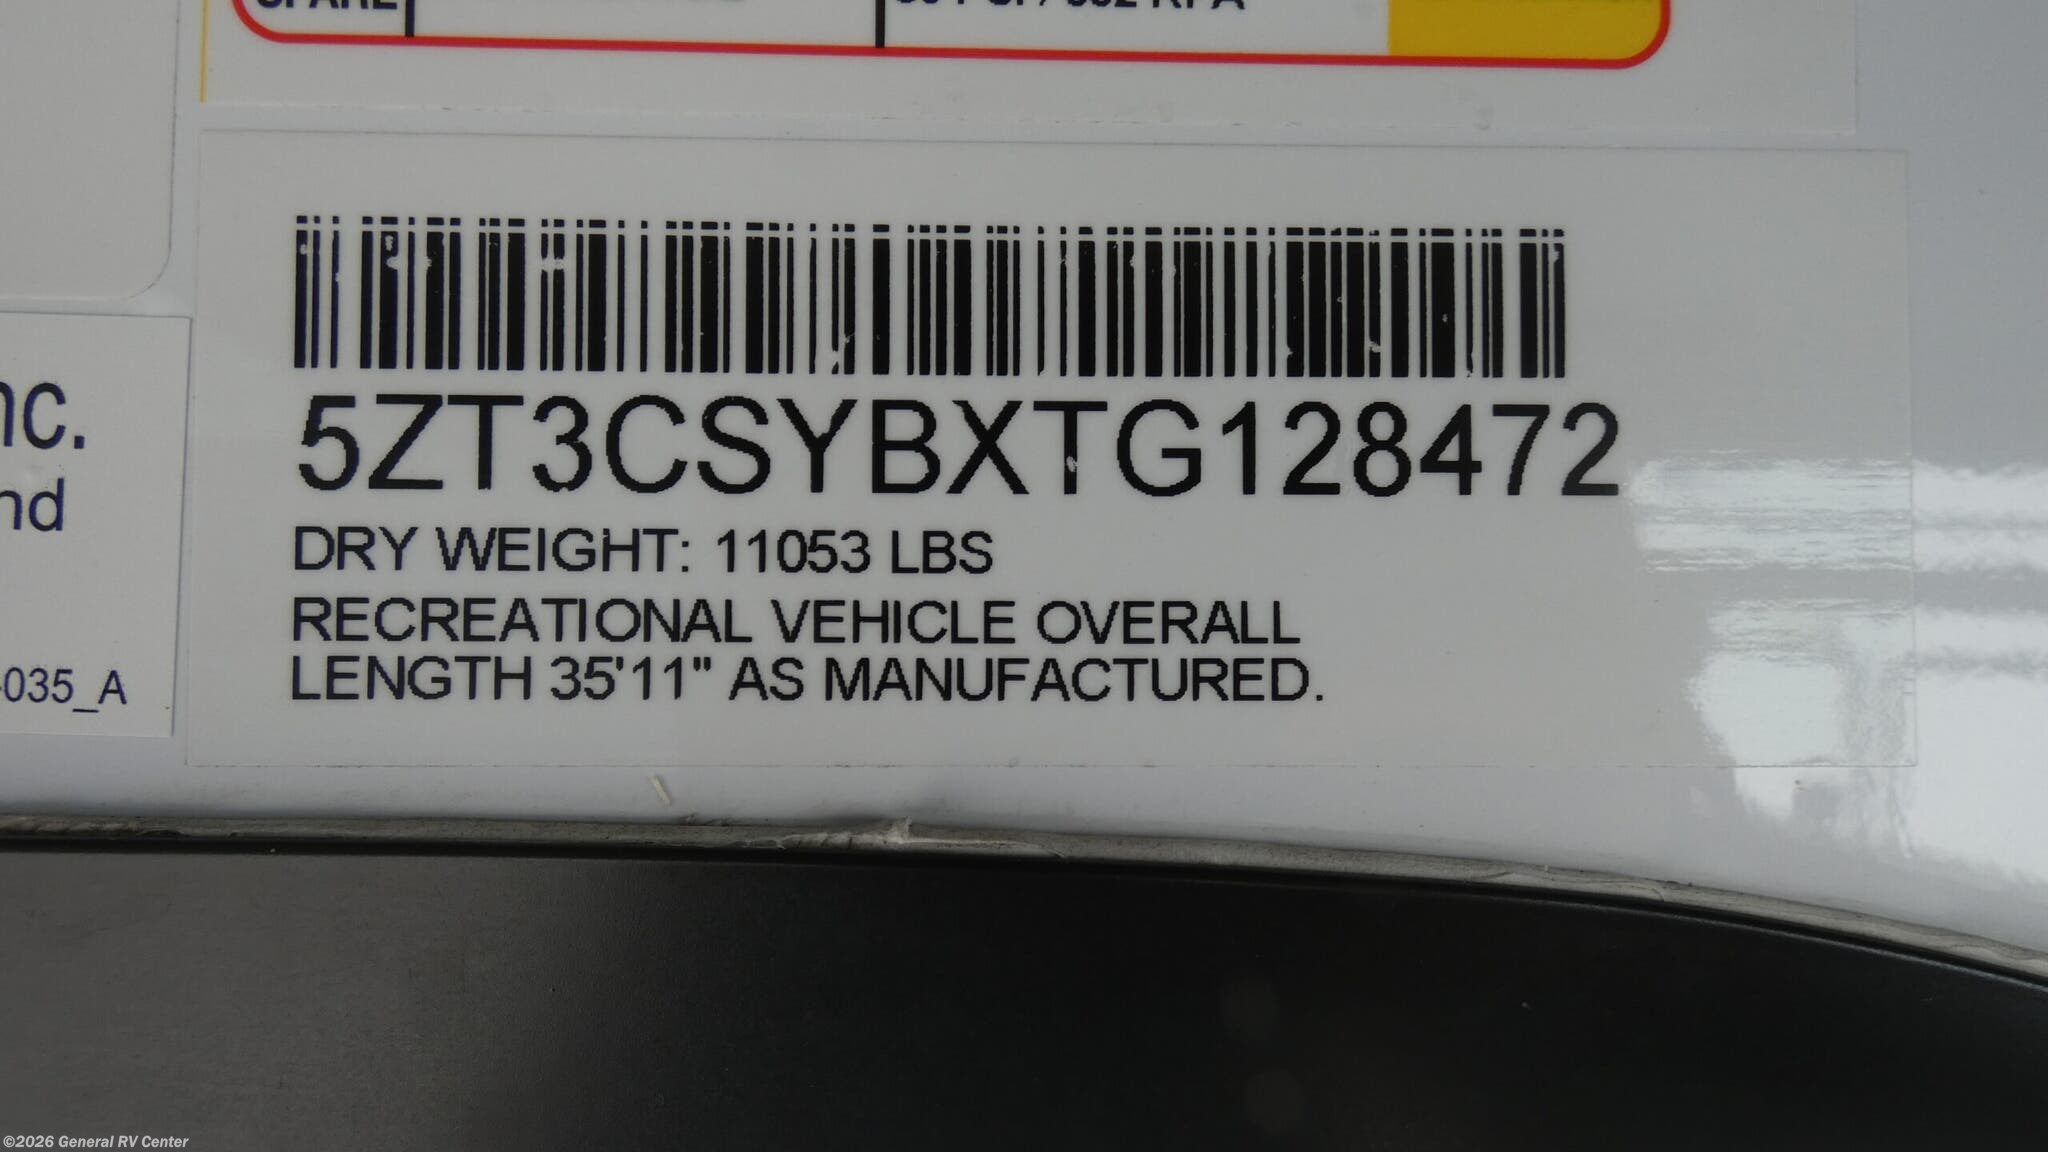 SPARE
5ZT3CSYBXTG128472
DRY WEIGHT: 11053 LBS
RECREATIONAL VEHICLE OVERALL
LENGTH 35'11" AS MANUFACTURED.
nc.
nd
-035_A
©2026 General RV Center